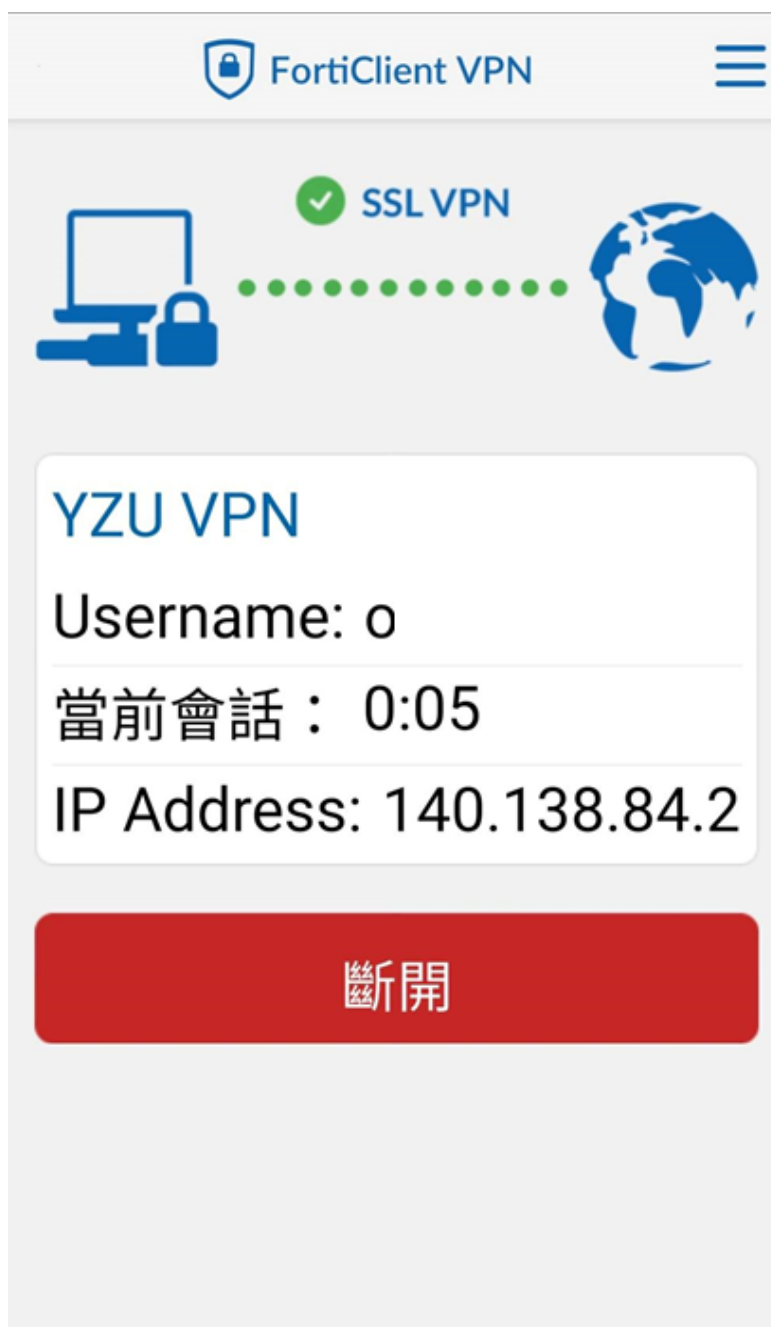 FortiClient VPN
SSL VPN
YZU VPN
Username: o
當前會話： 0:05
IP Address: 140.138.84.2
斷開